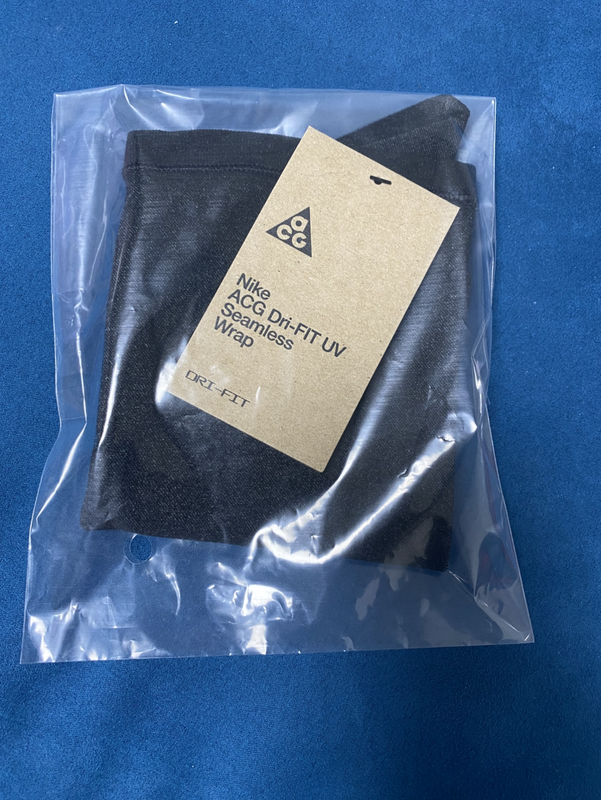 aCG
Nike
ACG Dri-FIT UV
Seamless
Wrap
DRI-FIT